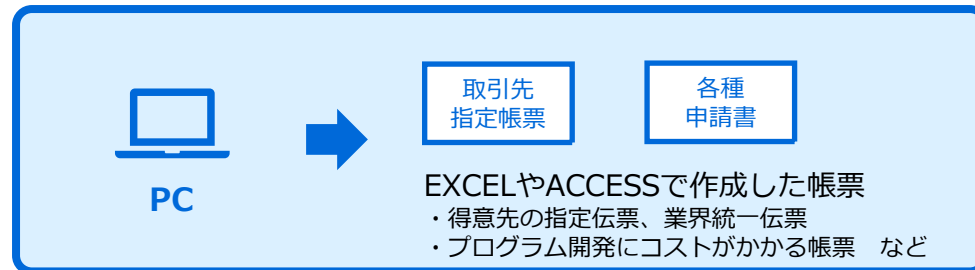 取引先
指定帳票
各種
申請書
PC
EXCELやACCESSで作成した帳票
・得意先の指定伝票、業界統一伝票
・プログラム開発にコストがかかる帳票　など